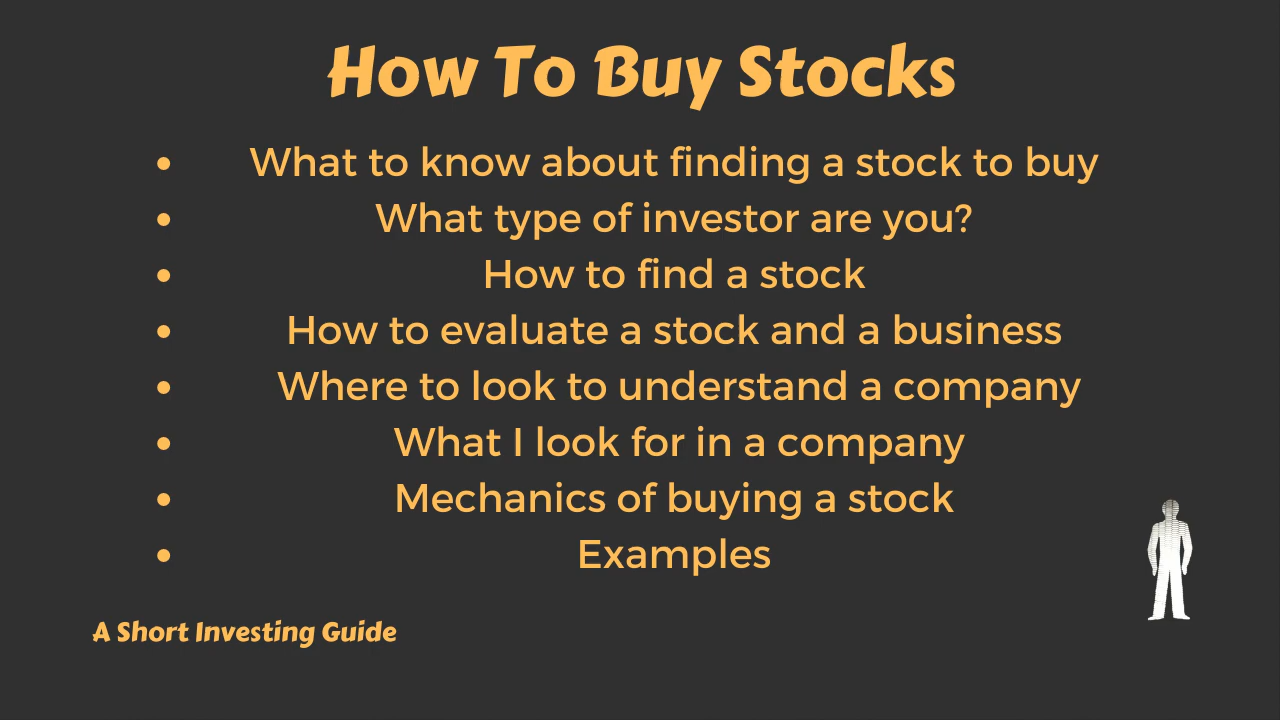 How To Buy Stocks
• What to know about finding a stock to buy
• What type of investor are you?
• How to find a stock
• How to evaluate a stock and a business
• Where to look to understand a company
• What I look for in a company
• Mechanics of buying a stock
• Examples
A Short Investing Guide